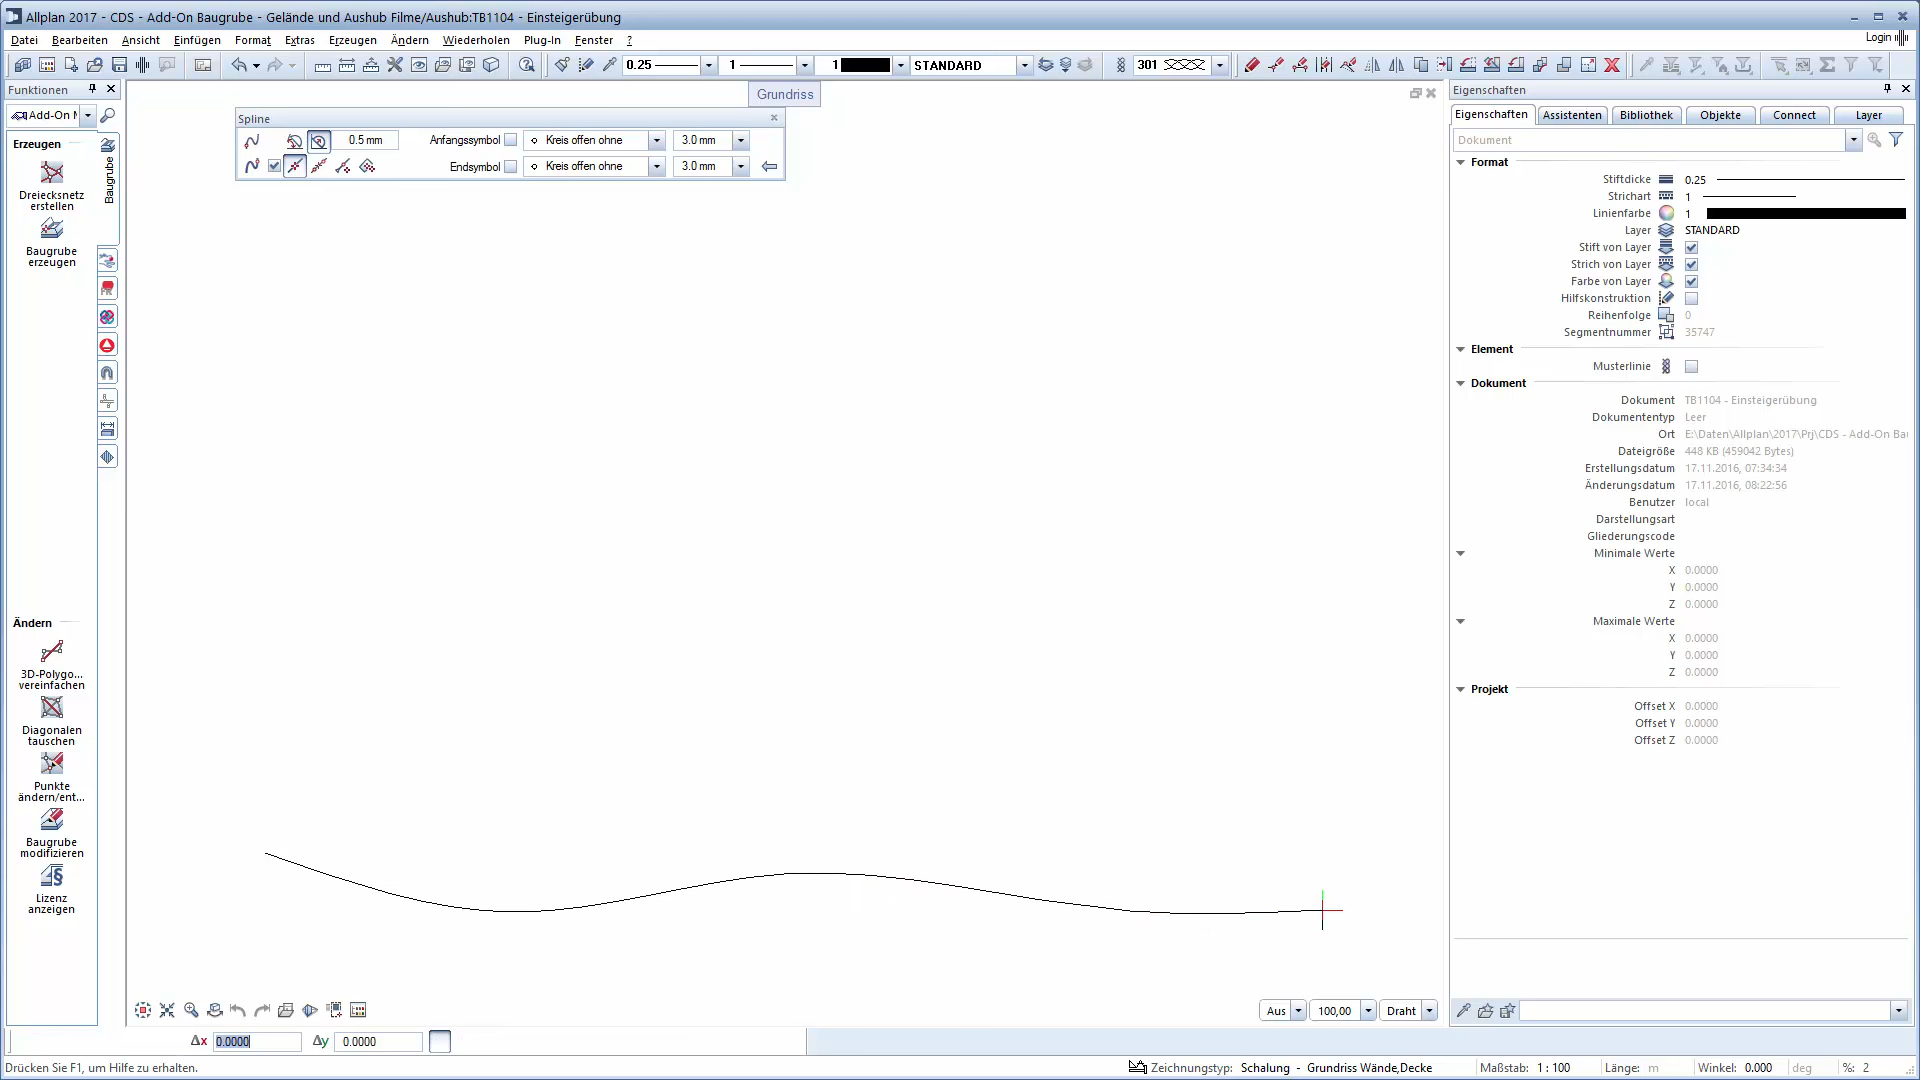 Allplan 2017 - CDS - Add-On Baugrube - Gelände und Aushub Filme/Aushub:TB1104 - Einsteigerübung
Datei Bearbeiten Ansicht Einfügen Format Extras Erzeugen Ändern Wiederholen Plug-In Fenster ?
Login
0.25 1 1 STANDARD 301
Funktionen
Add-On
Erzeugen
Baugrube
Dreiecksnetz
erstellen
Baugrube
erzeugen
Ändern
3D-Polygo...
vereinfachen
Diagonalen
tauschen
Punkte
ändern/ent...
Baugrube
modifizieren
Lizenz
anzeigen
Grundriss
Spline
0.5 mm Anfangssymbol Kreis offen ohne 3.0 mm
Endsymbol Kreis offen ohne 3.0 mm
Eigenschaften
Eigenschaften Assistenten Bibliothek Objekte Connect Layer
Dokument
Format
Stiftdicke 0.25
Strichart 1
Linienfarbe 1
Layer STANDARD
Stift von Layer
Strich von Layer
Farbe von Layer
Hilfskonstruktion
Reihenfolge 0
Segmentnummer 35747
Element
Musterlinie
Dokument
Dokument TB1104 - Einsteigerübung
Dokumententyp Leer
Ort E:\Daten\Allplan\2017\Prj\CDS - Add-On Bau
Dateigröße 448 KB (459042 Bytes)
Erstellungsdatum 17.11.2016, 07:34:34
Änderungsdatum 17.11.2016, 08:22:56
Benutzer local
Darstellungsart
Gliederungscode
Minimale Werte
X 0.0000
Y 0.0000
Z 0.0000
Maximale Werte
X 0.0000
Y 0.0000
Z 0.0000
Projekt
Offset X 0.0000
Offset Y 0.0000
Offset Z 0.0000
Aus 100,00 Draht
Δx 0.0000 Δy 0.0000
Drücken Sie F1, um Hilfe zu erhalten.
Zeichnungstyp: Schalung - Grundriss Wände,Decke Maßstab: 1 : 100 Länge: m Winkel: 0.000 deg %: 2